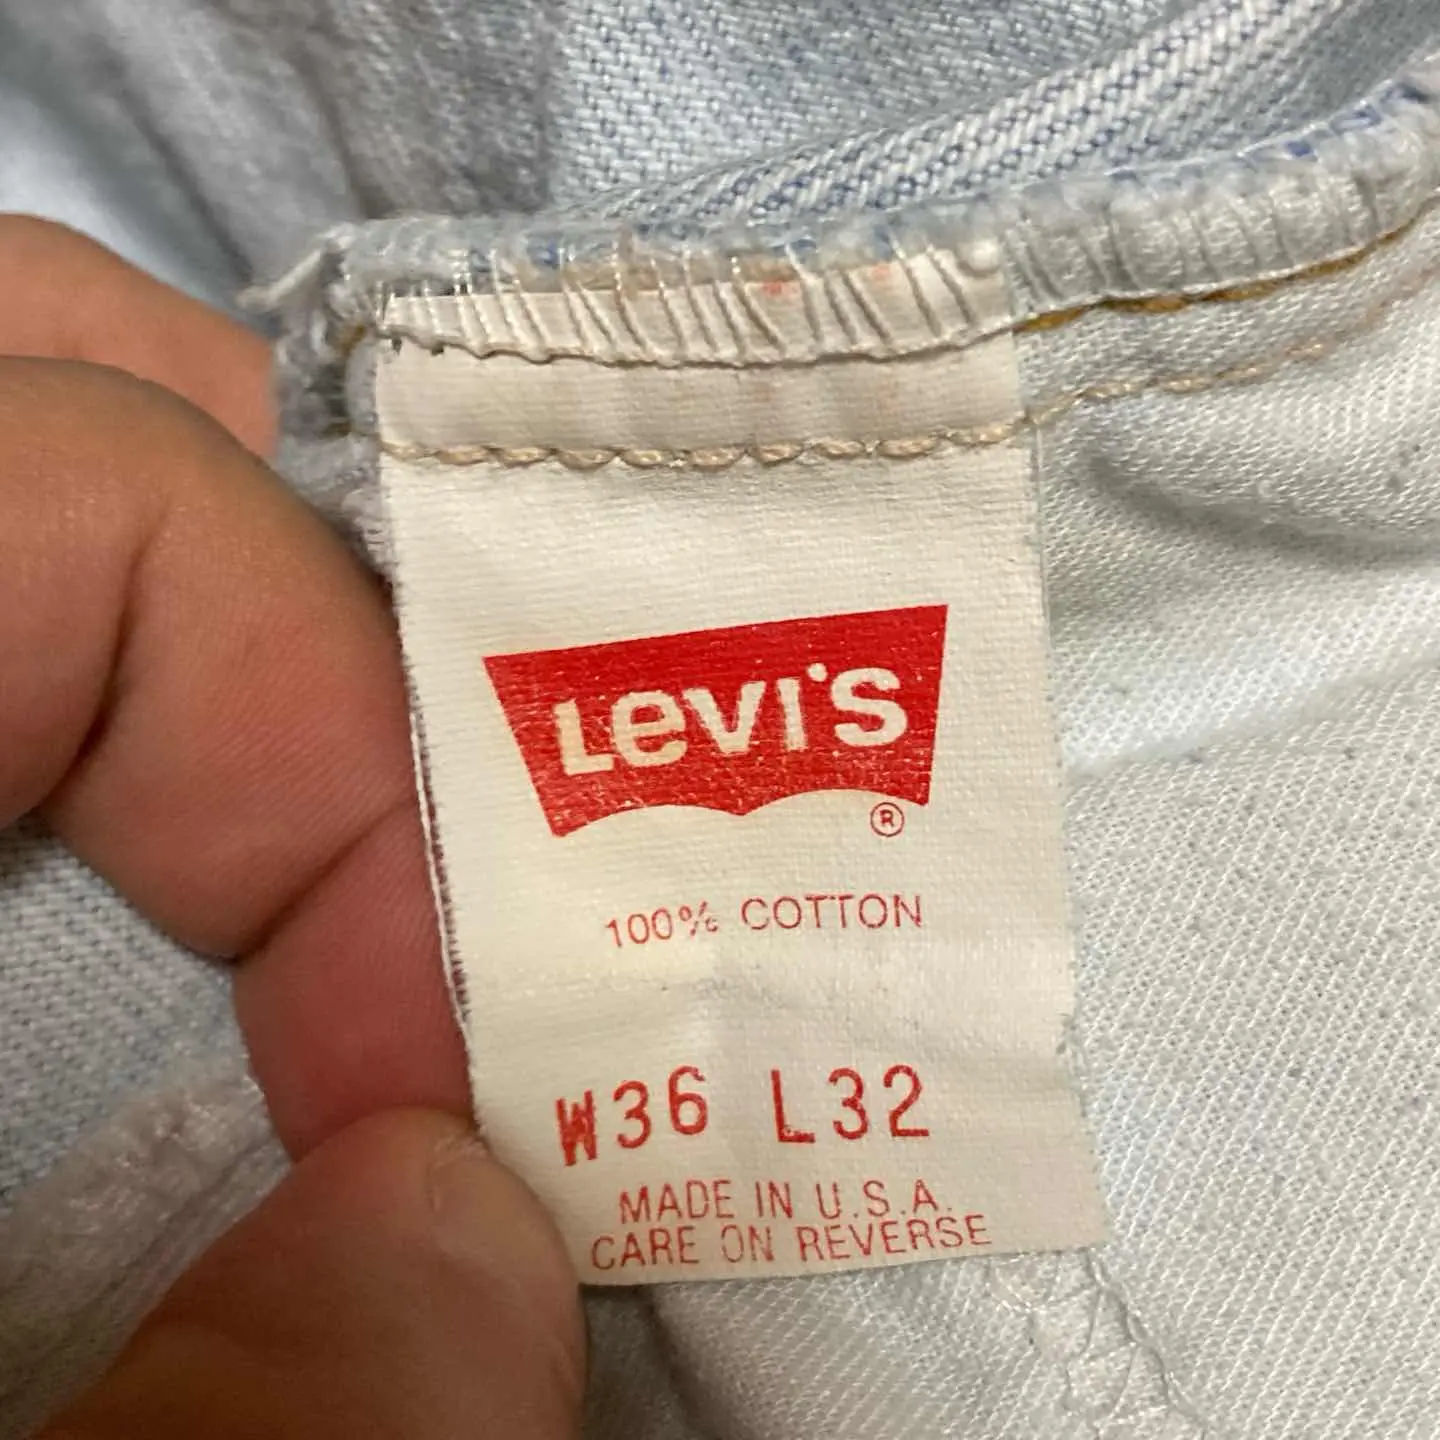 Levi's
®
100% COTTON
W36 L32
MADE IN U.S.A.
CARE ON REVERSE